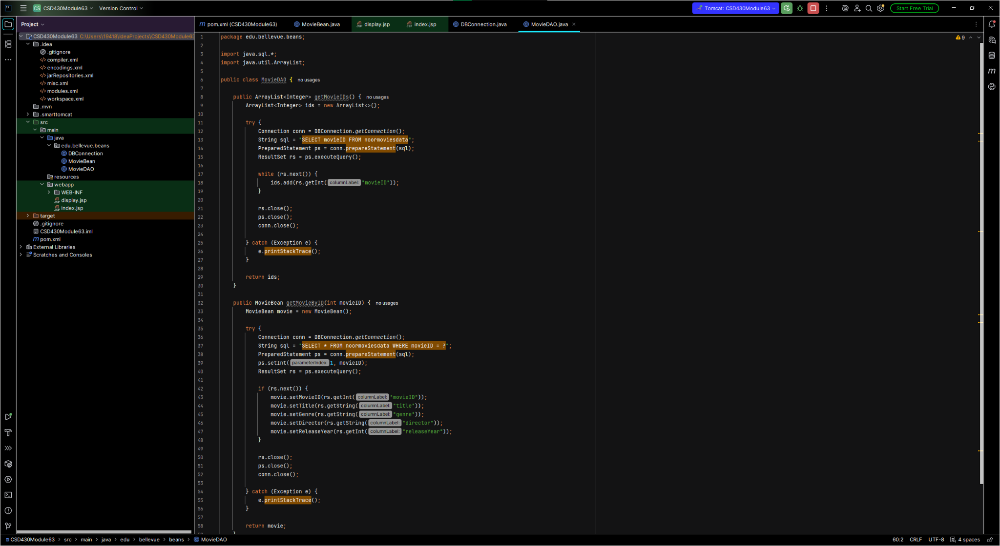 CS CSD430Module63 Version Control Tomcat: CSD430Module63 Start Free Trial
Project
CSD430Module63 C:\Users\19418\IdeaProjects\CSD430Module63
.idea
.gitignore
compiler.xml
encodings.xml
jarRepositories.xml
misc.xml
modules.xml
workspace.xml
.mvn
.smarttomcat
src
main
java
edu.bellevue.beans
DBConnection
MovieBean
MovieDAO
resources
webapp
WEB-INF
display.jsp
index.jsp
target
.gitignore
CSD430Module63.iml
pom.xml
External Libraries
Scratches and Consoles
pom.xml (CSD430Module63) MovieBean.java display.jsp index.jsp DBConnection.java MovieDAO.java
9
1 package edu.bellevue.beans;
2
3 import java.sql.*;
4 import java.util.ArrayList;
5
6 public class MovieDAO { no usages
7
8 public ArrayList<Integer> getMovieIDs() { no usages
9 ArrayList<Integer> ids = new ArrayList<>();
10
11 try {
12 Connection conn = DBConnection.getConnection();
13 String sql = "SELECT movieID FROM noormoviesdata";
14 PreparedStatement ps = conn.prepareStatement(sql);
15 ResultSet rs = ps.executeQuery();
16
17 while (rs.next()) {
18 ids.add(rs.getInt( columnLabel: "movieID"));
19 }
20
21 rs.close();
22 ps.close();
23 conn.close();
24
25 } catch (Exception e) {
26 e.printStackTrace();
27 }
28
29 return ids;
30 }
31
32 public MovieBean getMovieByID(int movieID) { no usages
33 MovieBean movie = new MovieBean();
34
35 try {
36 Connection conn = DBConnection.getConnection();
37 String sql = "SELECT * FROM noormoviesdata WHERE movieID = ?";
38 PreparedStatement ps = conn.prepareStatement(sql);
39 ps.setInt( parameterIndex: 1, movieID);
40 ResultSet rs = ps.executeQuery();
41
42 if (rs.next()) {
43 movie.setMovieID(rs.getInt( columnLabel: "movieID"));
44 movie.setTitle(rs.getString( columnLabel: "title"));
45 movie.setGenre(rs.getString( columnLabel: "genre"));
46 movie.setDirector(rs.getString( columnLabel: "director"));
47 movie.setReleaseYear(rs.getInt( columnLabel: "releaseYear"));
48 }
49
50 rs.close();
51 ps.close();
52 conn.close();
53
54 } catch (Exception e) {
55 e.printStackTrace();
56 }
57
58 return movie;
CSD430Module63 > src > main > java > edu > bellevue > beans > MovieDAO 60:2 CRLF UTF-8 4 spaces